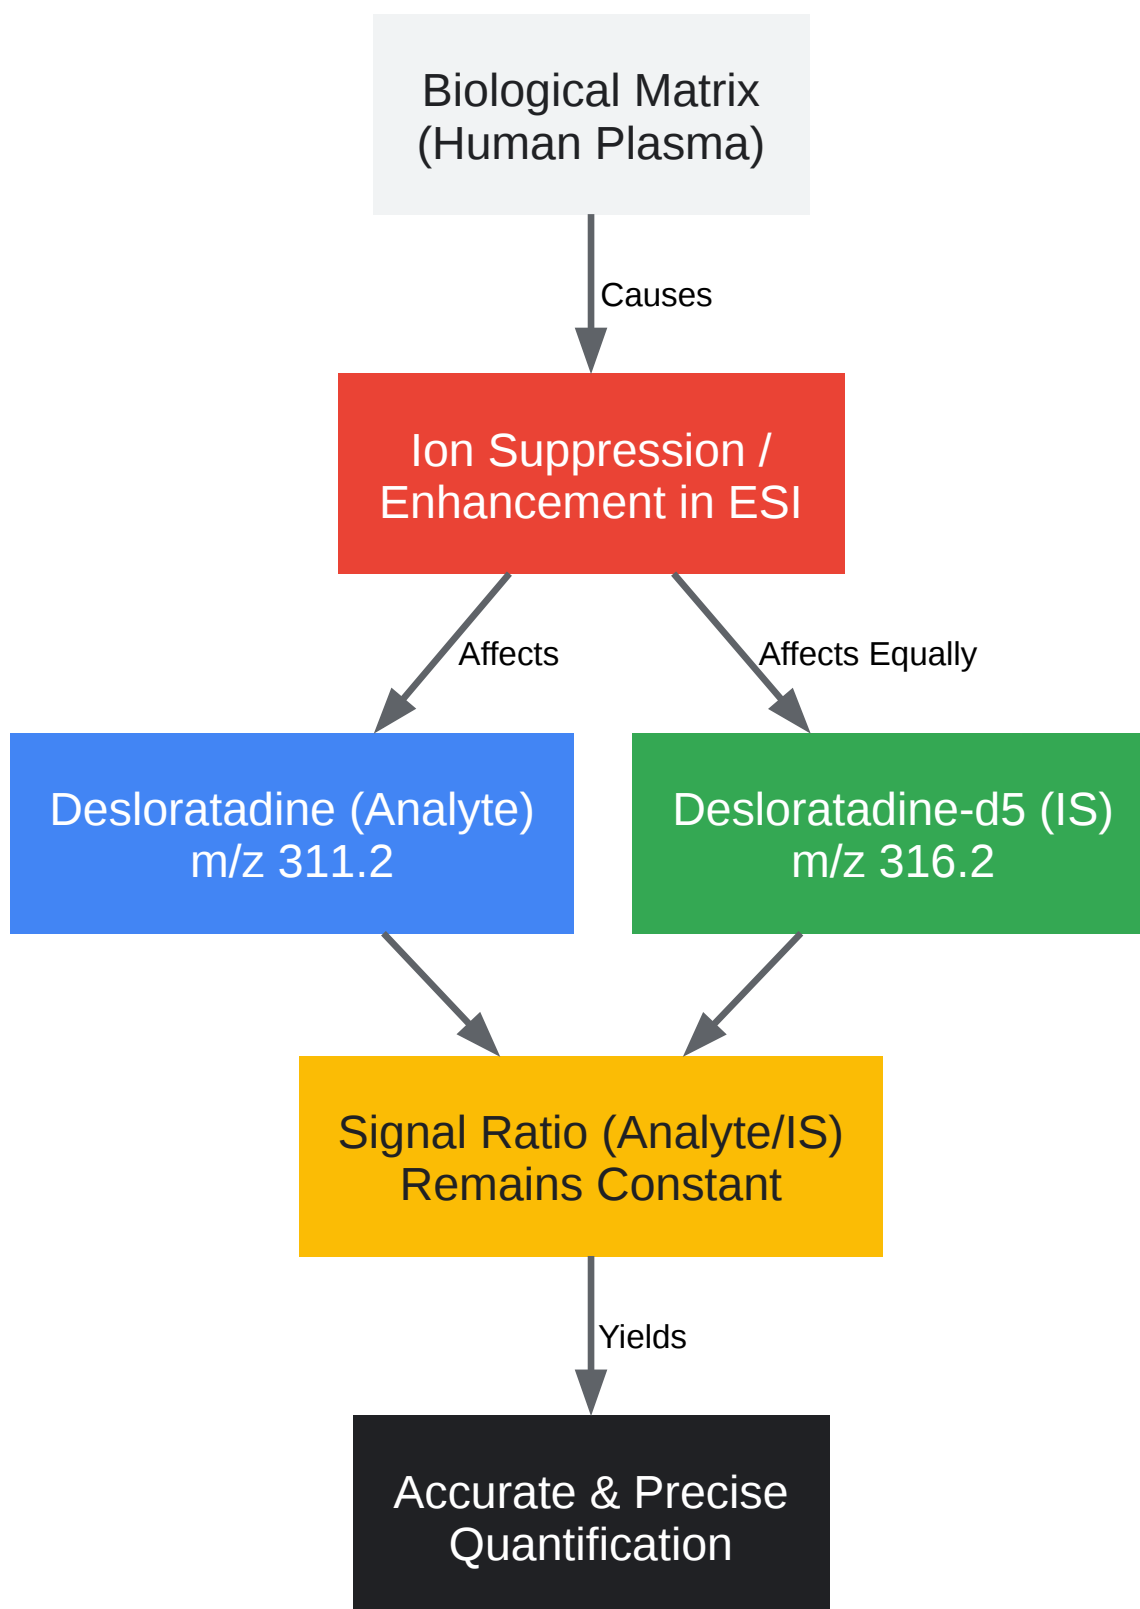 Biological Matrix
(Human Plasma)
Causes
Ion Suppression /
Enhancement in ESI
Affects
Affects Equally
Desloratadine (Analyte)
m/z 311.2
Desloratadine-d5 (IS)
m/z 316.2
Signal Ratio (Analyte/IS)
Remains Constant
Yields
Accurate & Precise
Quantification